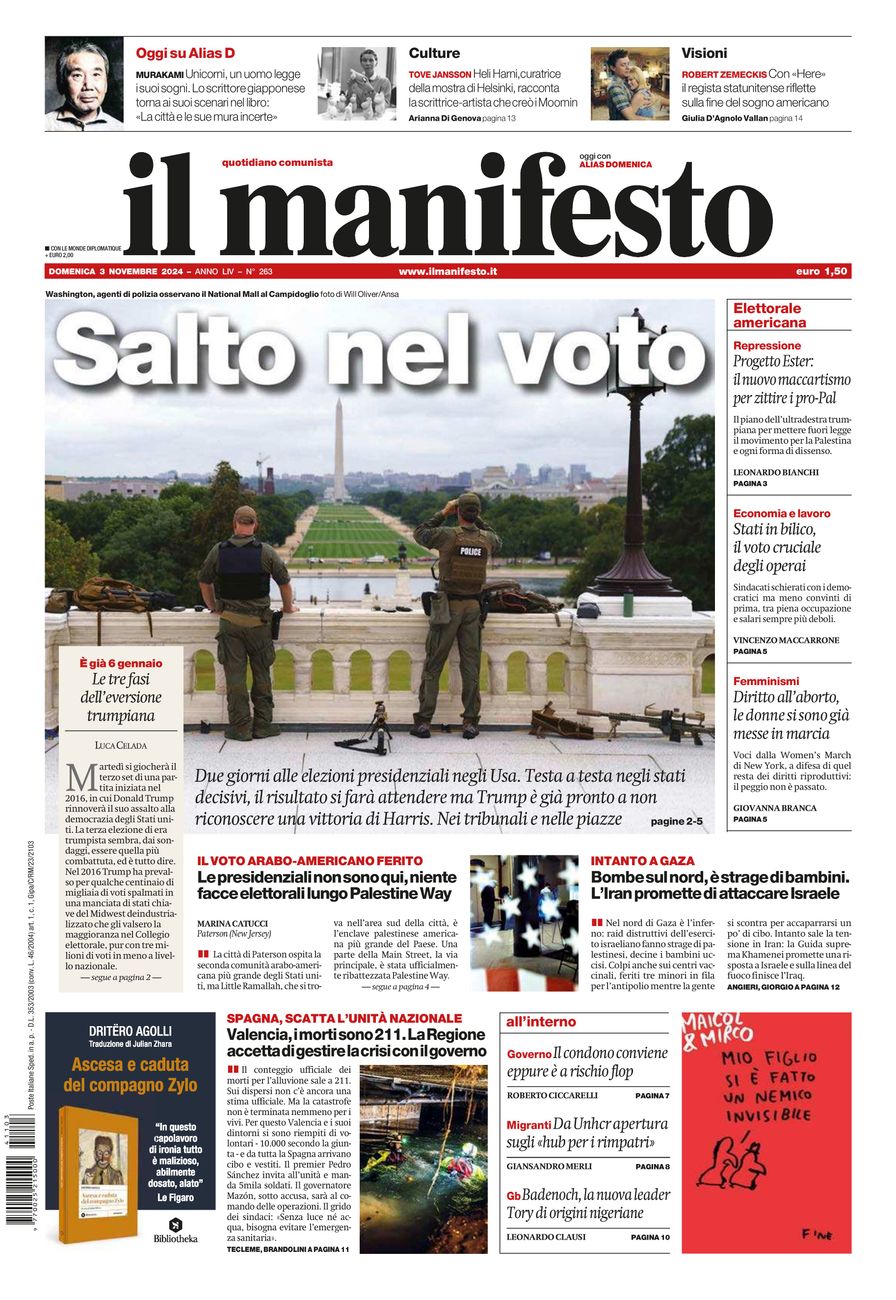 Oggi su Alias D
MURAKAMI Unicorni, un uomo legge
i suoi sogni. Lo scrittore giapponese
torna ai suoi scenari nel libro:
«La città e le sue mura incerte»
Culture
TOVE JANSSON Heli Harni,curatrice
della mostra di Helsinki, racconta
la scrittrice-artista che creò i Moomin
Arianna Di Genova pagina 13
Visioni
ROBERT ZEMECKIS Con «Here»
il regista statunitense riflette
sulla fine del sogno americano
Giulia D'Agnolo Vallan pagina 14
quotidiano comunista
oggi con
ALIAS DOMENICA
il manifesto
CON LE MONDE DIPLOMATIQUE
+ EURO 2,00
DOMENICA 3 NOVEMBRE 2024 – ANNO LIV – N° 263
www.ilmanifesto.it
euro 1,50
Washington, agenti di polizia osservano il National Mall al Campidoglio foto di Will Oliver/Ansa
Salto nel voto
POLICE
È già 6 gennaio
Le tre fasi
dell'eversione
trumpiana
LUCA CELADA
Martedì si giocherà il
terzo set di una par-
tita iniziata nel
2016, in cui Donald Trump
rinnoverà il suo assalto alla
democrazia degli Stati uni-
ti. La terza elezione di era
trumpista sembra, dai son-
daggi, essere quella più
combattuta, ed è tutto dire.
Nel 2016 Trump ha preval-
so per qualche centinaio di
migliaia di voti spalmati in
una manciata di stati chia-
ve del Midwest deindustria-
lizzato che gli valsero la
maggioranza nel Collegio
elettorale, pur con tre mi-
lioni di voti in meno a livel-
lo nazionale.
— segue a pagina 2 —
Due giorni alle elezioni presidenziali negli Usa. Testa a testa negli stati
decisivi, il risultato si farà attendere ma Trump è già pronto a non
riconoscere una vittoria di Harris. Nei tribunali e nelle piazze
pagine 2-5
Elettorale
americana
Repressione
Progetto Ester:
il nuovo maccartismo
per zittire i pro-Pal
Il piano dell'ultradestra trum-
piana per mettere fuori legge
il movimento per la Palestina
e ogni forma di dissenso.
LEONARDO BIANCHI
PAGINA 3
Economia e lavoro
Stati in bilico,
il voto cruciale
degli operai
Sindacati schierati con i demo-
cratici ma meno convinti di
prima, tra piena occupazione
e salari sempre più deboli.
VINCENZO MACCARRONE
PAGINA 5
Femminismi
Diritto all'aborto,
le donne si sono già
messe in marcia
Voci dalla Women's March
di New York, a difesa di quel
resta dei diritti riproduttivi:
il peggio non è passato.
GIOVANNA BRANCA
PAGINA 5
IL VOTO ARABO-AMERICANO FERITO
Le presidenziali non sono qui, niente
facce elettorali lungo Palestine Way
MARINA CATUCCI
Paterson (New Jersey)
La città di Paterson ospita la
seconda comunità arabo-ameri-
cana più grande degli Stati uni-
ti, ma Little Ramallah, che si tro-
va nell'area sud della città, è
l'enclave palestinese america-
na più grande del Paese. Una
parte della Main Street, la via
principale, è stata ufficialmen-
te ribattezzata Palestine Way.
— segue a pagina 4 —
INTANTO A GAZA
Bombe sul nord, è strage di bambini.
L'Iran promette di attaccare Israele
Nel nord di Gaza è l'infer-
no: raid distruttivi dell'eserci-
to israeliano fanno strage di pa-
lestinesi, decine i bambini uc-
cisi. Colpi anche sui centri vac-
cinali, feriti tre minori in fila
per l'antipolio mentre la gente
si scontra per accaparrarsi un
po' di cibo. Intanto sale la ten-
sione in Iran: la Guida supre-
ma Khamenei promette una ri-
sposta a Israele e sulla linea del
fuoco finisce l'Iraq.
ANGIERI, GIORGIO A PAGINA 12
DRITËRO AGOLLI
Traduzione di Julian Zhara
Ascesa e caduta
del compagno Zylo
"In questo
capolavoro
di ironia tutto
è malizioso,
abilmente
dosato, alato"
Le Figaro
Ascesa e caduta
del compagno Zylo
Bibliotheka
SPAGNA, SCATTA L'UNITÀ NAZIONALE
Valencia, i morti sono 211. La Regione
accetta di gestire la crisi con il governo
Il conteggio ufficiale dei
morti per l'alluvione sale a 211.
Sui dispersi non c'è ancora una
stima ufficiale. Ma la catastrofe
non è terminata nemmeno per i
vivi. Per questo Valencia e i suoi
dintorni si sono riempiti di vo-
lontari - 10.000 secondo la giun-
ta - e da tutta la Spagna arrivano
cibo e vestiti. Il premier Pedro
Sánchez invita all'unità e man-
da 5mila soldati. Il governatore
Mazón, sotto accusa, sarà al co-
mando delle operazioni. Il grido
dei sindaci: «Senza luce né ac-
qua, bisogna evitare l'emergen-
za sanitaria».
TECLEME, BRANDOLINI A PAGINA 11
all'interno
Governo Il condono conviene
eppure è a rischio flop
ROBERTO CICCARELLI PAGINA 7
Migranti Da Unhcr apertura
sugli «hub per i rimpatri»
GIANSANDRO MERLI PAGINA 8
Gb Badenoch, la nuova leader
Tory di origini nigeriane
LEONARDO CLAUSI PAGINA 10
MAICOL
& MIRCO
MIO FIGLIO
SI È FATTO
UN NEMICO
INVISIBILE
FINE
Poste Italiane Sped. in a. p. - D.L. 353/2003 (conv. L. 46/2004) art. 1, c. 1, Gipa/C/RM/23/2103
41103
9 770025 215000